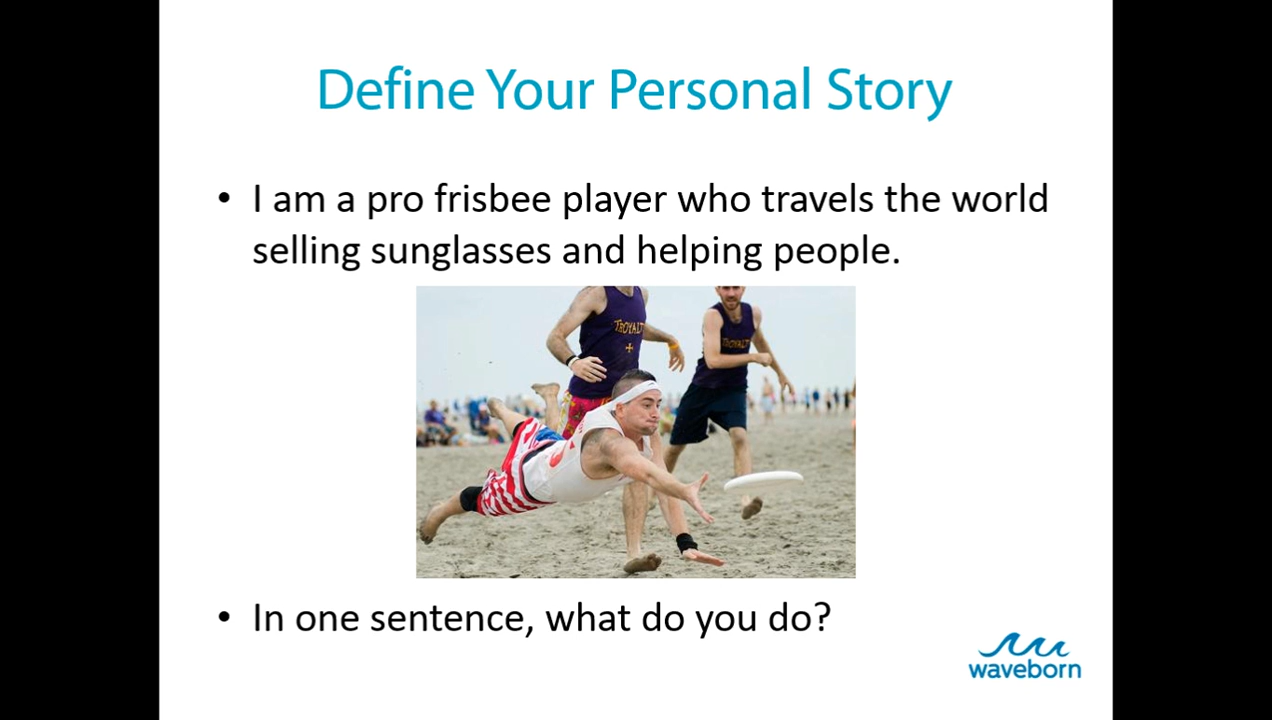 Define Your Personal Story
• I am a pro frisbee player who travels the world
selling sunglasses and helping people.
• In one sentence, what do you do?
waveborn